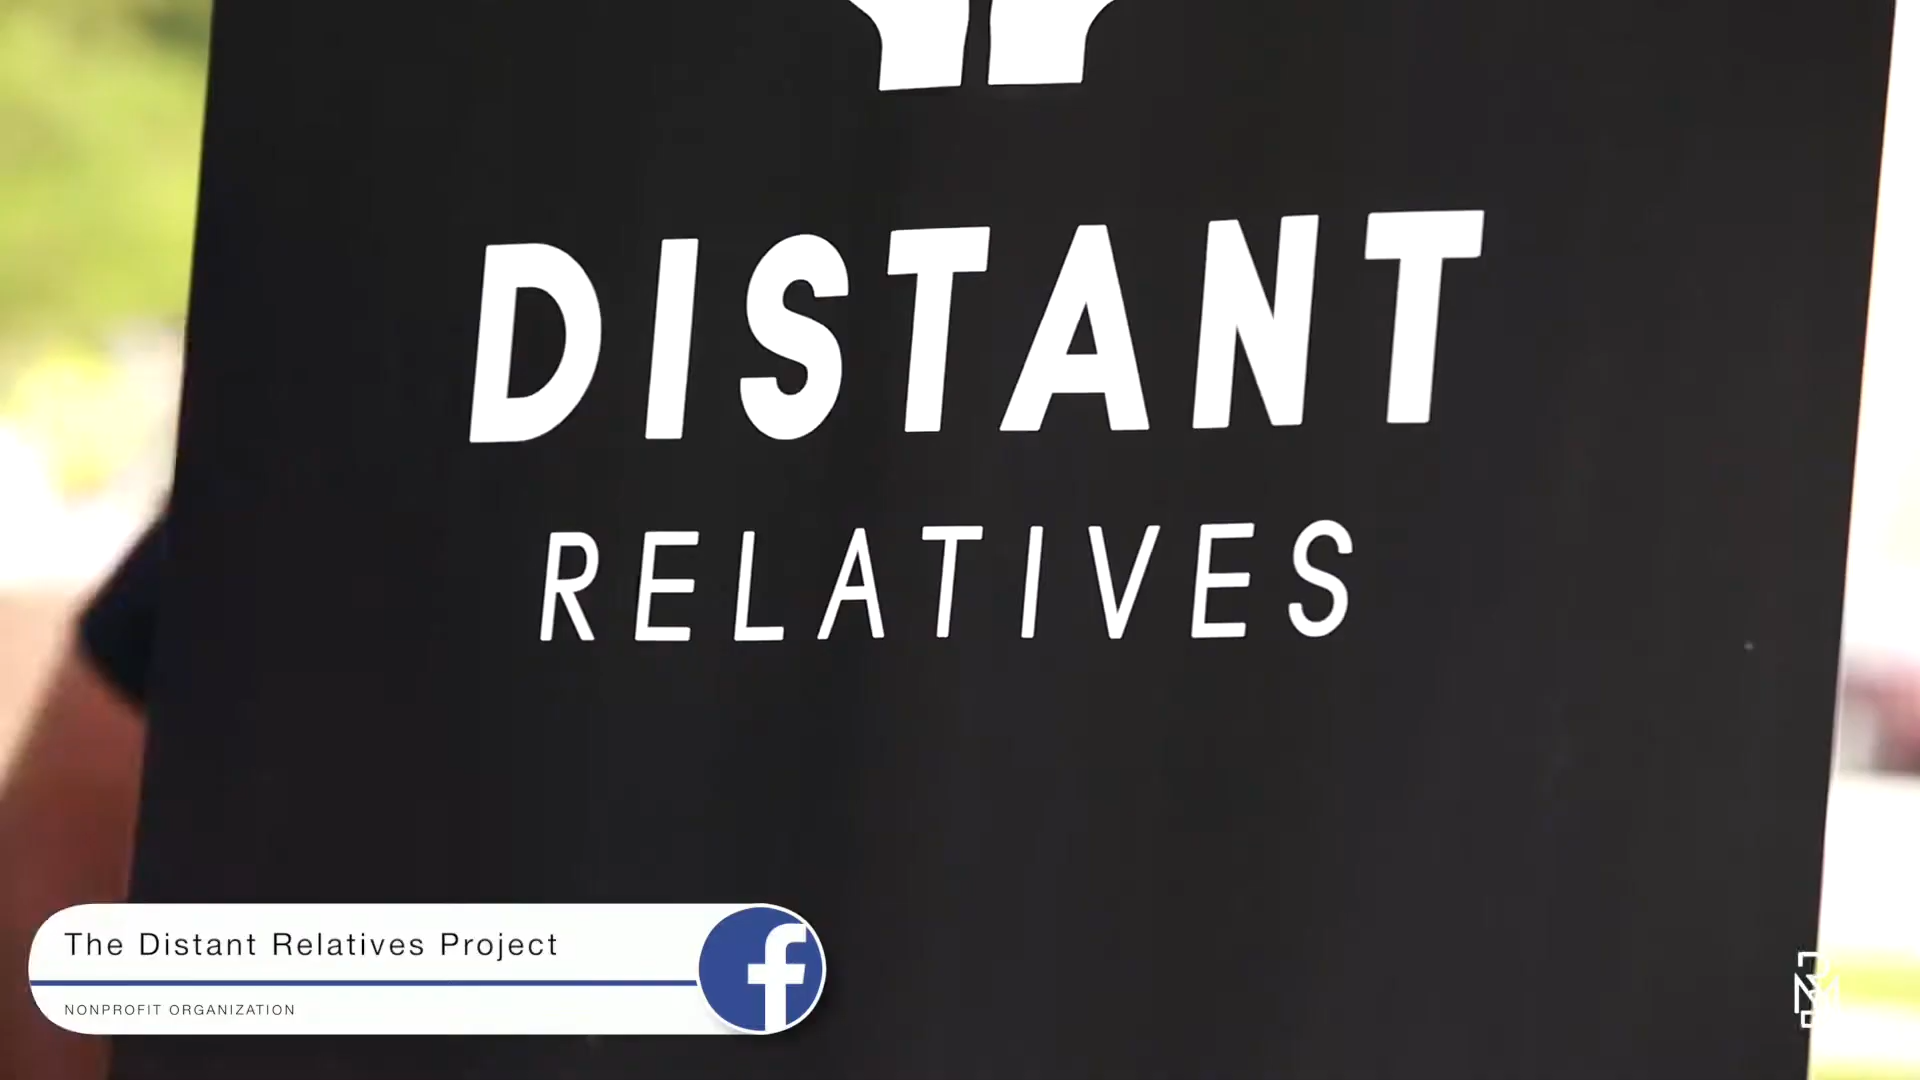 DISTANT
RELATIVES
The Distant Relatives Project
NONPROFIT ORGANIZATION